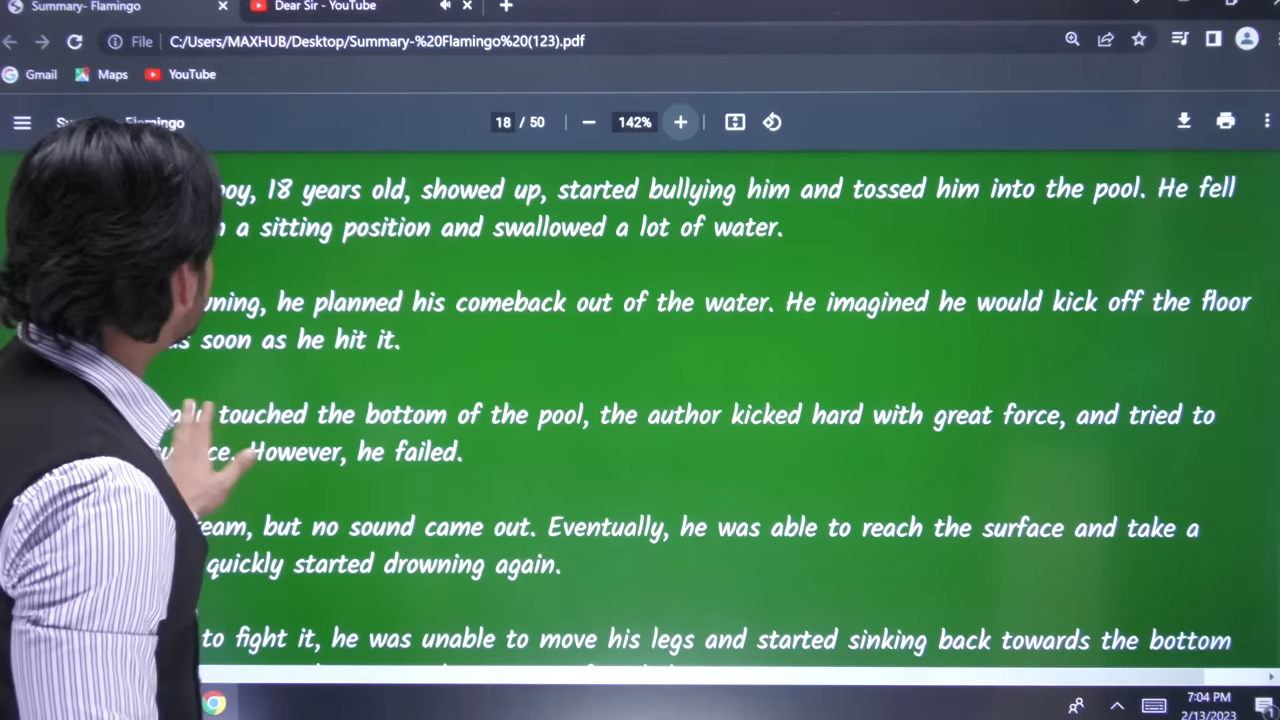 Summary- Flamingo
Dear Sir - YouTube
File C:/Users/MAXHUB/Desktop/Summary-%20Flamingo%20(123).pdf
Gmail Maps YouTube
Flamingo 18 / 50 142%
18 years old, showed up, started bullying him and tossed him into the pool. He fell
a sitting position and swallowed a lot of water.
he planned his comeback out of the water. He imagined he would kick off the floor
soon as he hit it.
touched the bottom of the pool, the author kicked hard with great force, and tried to
However, he failed.
but no sound came out. Eventually, he was able to reach the surface and take a
quickly started drowning again.
to fight it, he was unable to move his legs and started sinking back towards the bottom
7:04 PM
2/13/2023